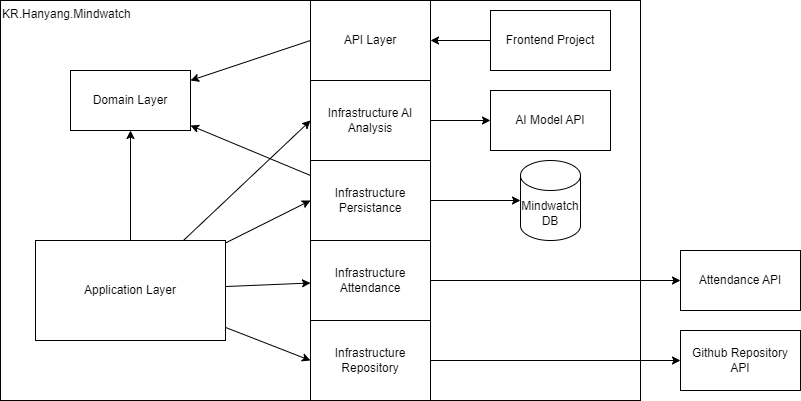 KR.Hanyang.Mindwatch
API Layer
Frontend Project
Domain Layer
Infrastructure AI
Analysis
AI Model API
Infrastructure
Persistance
Mindwatch
DB
Application Layer
Infrastructure
Attendance
Attendance API
Infrastructure
Repository
Github Repository
API